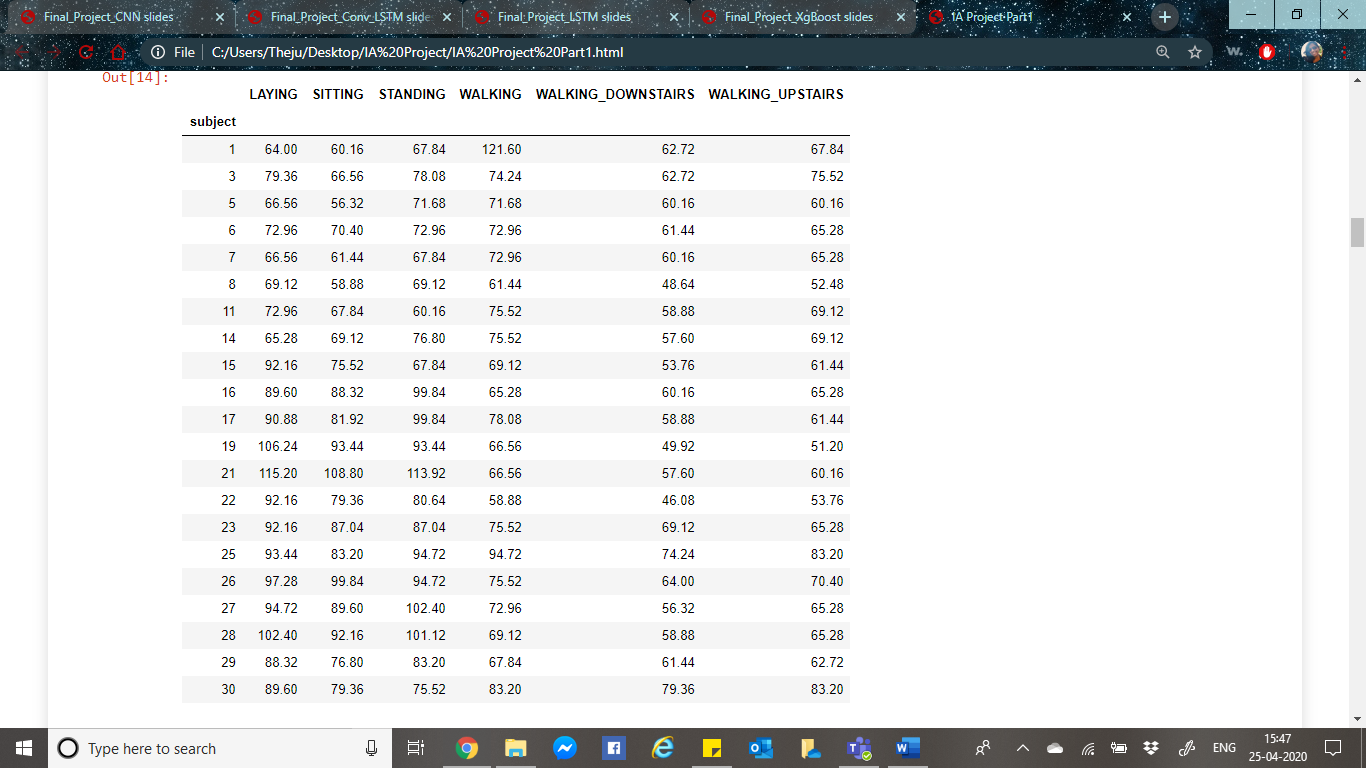 Final_Project_CNN slides Final_Project_Conv_LSTM slide Final_Project_LSTM slides Final_Project_XgBoost slides IA Project Part1
File C:/Users/Theju/Desktop/IA%20Project/IA%20Project%20Part1.html
Out[14]:
LAYING SITTING STANDING WALKING WALKING_DOWNSTAIRS WALKING_UPSTAIRS
subject
1 64.00 60.16 67.84 121.60 62.72 67.84
3 79.36 66.56 78.08 74.24 62.72 75.52
5 66.56 56.32 71.68 71.68 60.16 60.16
6 72.96 70.40 72.96 72.96 61.44 65.28
7 66.56 61.44 67.84 72.96 60.16 65.28
8 69.12 58.88 69.12 61.44 48.64 52.48
11 72.96 67.84 60.16 75.52 58.88 69.12
14 65.28 69.12 76.80 75.52 57.60 69.12
15 92.16 75.52 67.84 69.12 53.76 61.44
16 89.60 88.32 99.84 65.28 60.16 65.28
17 90.88 81.92 99.84 78.08 58.88 61.44
19 106.24 93.44 93.44 66.56 49.92 51.20
21 115.20 108.80 113.92 66.56 57.60 60.16
22 92.16 79.36 80.64 58.88 46.08 53.76
23 92.16 87.04 87.04 75.52 69.12 65.28
25 93.44 83.20 94.72 94.72 74.24 83.20
26 97.28 99.84 94.72 75.52 64.00 70.40
27 94.72 89.60 102.40 72.96 56.32 65.28
28 102.40 92.16 101.12 69.12 58.88 65.28
29 88.32 76.80 83.20 67.84 61.44 62.72
30 89.60 79.36 75.52 83.20 79.36 83.20
Type here to search ENG 15:47
25-04-2020